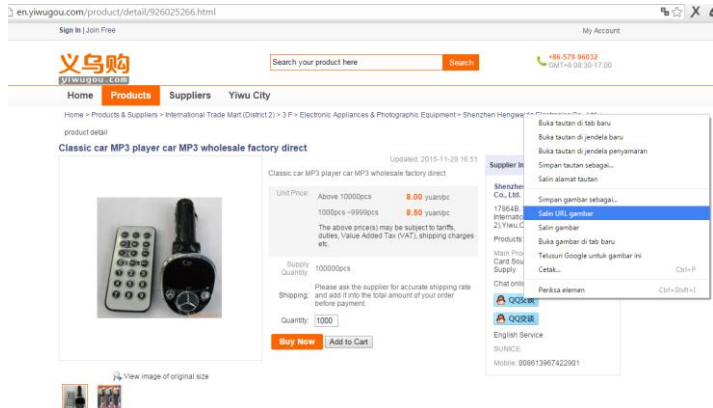 en.yiwugou.com/product/detail/926025266.html
Sign In | Join Free
My Account
义乌购
yiwugou.com
Search your product here
Search
+86-579-96032
GMT+8 08:30-17:00
Home
Products
Suppliers
Yiwu City
Home > Products & Suppliers > International Trade Mart (District 2) > 3 F > Electronic Appliances & Photographic Equipment >
product detail
Classic car MP3 player car MP3 wholesale factory direct
Updated: 2015-11-29 16:51
Classic car MP3 player car MP3 wholesale factory direct
Unit Price:
Above 10000pcs
8.00 yuan/pc
1000pcs ~9999pcs
8.50 yuan/pc
The above price(s) may be subject to tariffs,
duties, Value Added Tax (VAT), shipping charges
etc.
Supply
Quantity:
100000pcs
Shipping:
Please ask the supplier for accurate shipping rate
and add it into the total amount of your order
before payment.
Quantity:
1000
Buy Now
Add to Cart
View image of original size
Supplier In
Co., Ltd.
17864B,
2),Yiwu,C
Products:
Main Pro
Card
Supply
Chat onli
QQ交谈
QQ交谈
English Service
SUNICE:
Mobile: 008613967422901
Buka tautan di tab baru
Buka tautan di jendela baru
Buka tautan di jendela penyamaran
Simpan tautan sebagai...
Salin alamat tautan
Simpan gambar sebagai...
Salin URL gambar
Salin gambar
Buka gambar di tab baru
Telusuri Google untuk gambar ini
Cetak...
Ctrl+P
Periksa elemen
Ctrl+Shift+I